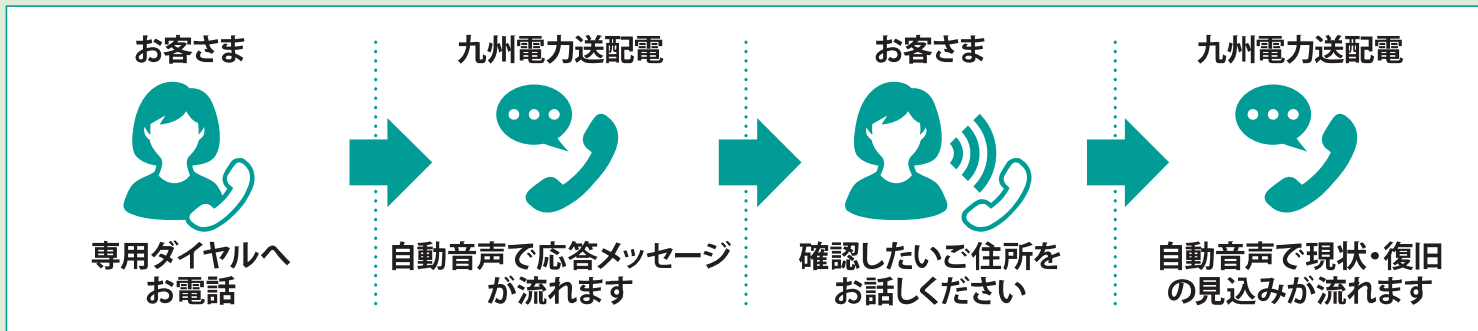 お客さま
専用ダイヤルへ
お電話
九州電力送配電
自動音声で応答メッセージ
が流れます
お客さま
確認したいご住所を
お話しください
九州電力送配電
自動音声で現状・復旧
の見込みが流れます